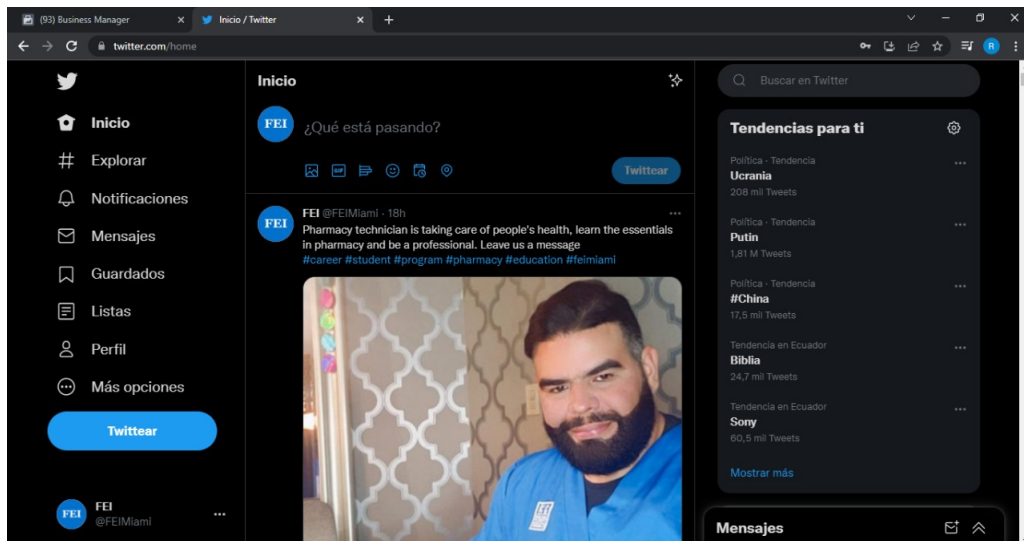 (93) Business Manager
Inicio / Twitter
twitter.com/home
R
Inicio
Explorar
Notificaciones
Mensajes
Guardados
Listas
Perfil
Más opciones
Twittear
FEI
FEI
@FEIMiami
Inicio
FEI
¿Qué está pasando?
GIF
Twittear
FEI
FEI @FEIMiami · 18h
Pharmacy technician is taking care of people's health, learn the essentials
in pharmacy and be a professional. Leave us a message
#career #student #program #pharmacy #education #feimiami
Buscar en Twitter
Tendencias para ti
Política · Tendencia
Ucrania
208 mil Tweets
Política · Tendencia
Putin
1,81 M Tweets
Política · Tendencia
#China
17,5 mil Tweets
Tendencia en Ecuador
Biblia
24,7 mil Tweets
Tendencia en Ecuador
Sony
60,5 mil Tweets
Mostrar más
Mensajes